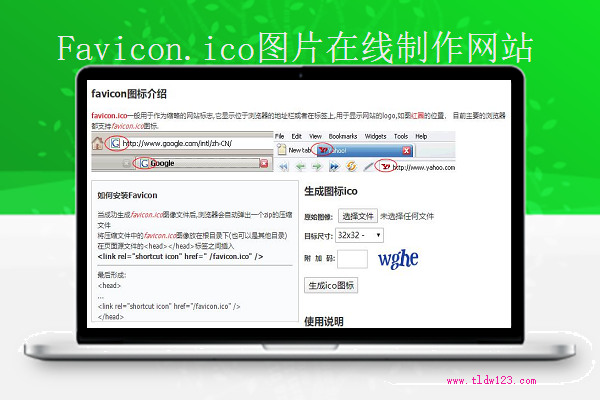 Favicon.ico图片在线制作网站
favicon图标介绍
favicon.ico一般用于作为缩略的网站标志,它显示位于浏览器的地址栏或者在标签上,用于显示网站的logo,如图红圈的位置, 目前主要的浏览器
都支持favicon.ico图标.
http://www.google.com/intl/zh-CN/
Google
File Edit View Bookmarks Widgets Tools Help
New tab Yahoo!
http://www.yahoo.com
如何安装Favicon
当成功生成favicon.ico图像文件后,浏览器会自动弹出一个zip的压缩
文件
将压缩文件中的favicon.ico图像放在根目录下(也可以是其他目录)
在页面源文件的<head></head>标签之间插入
<link rel="shortcut icon" href=" /favicon.ico" />
最后形成:
<head>
...
<link rel="shortcut icon" href="/favicon.ico" />
</head>
生成图标ico
原始图像: 选择文件 未选择任何文件
目标尺寸: 32x32 -
附 加 码: wghe
生成ico图标
使用说明
www.tldw123.com